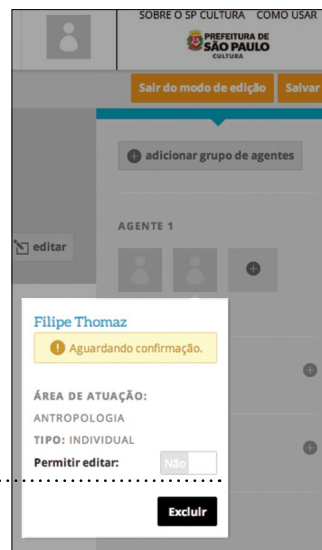 SOBRE O SP CULTURA COMO USAR
PREFEITURA DE
SÃO PAULO
CULTURA
Sair do modo de edição Salvar
adicionar grupo de agentes
AGENTE 1
editar
Filipe Thomaz
Aguardando confirmação.
ÁREA DE ATUAÇÃO:
ANTROPOLOGIA
TIPO: INDIVIDUAL
Permitir editar: Não
Excluir